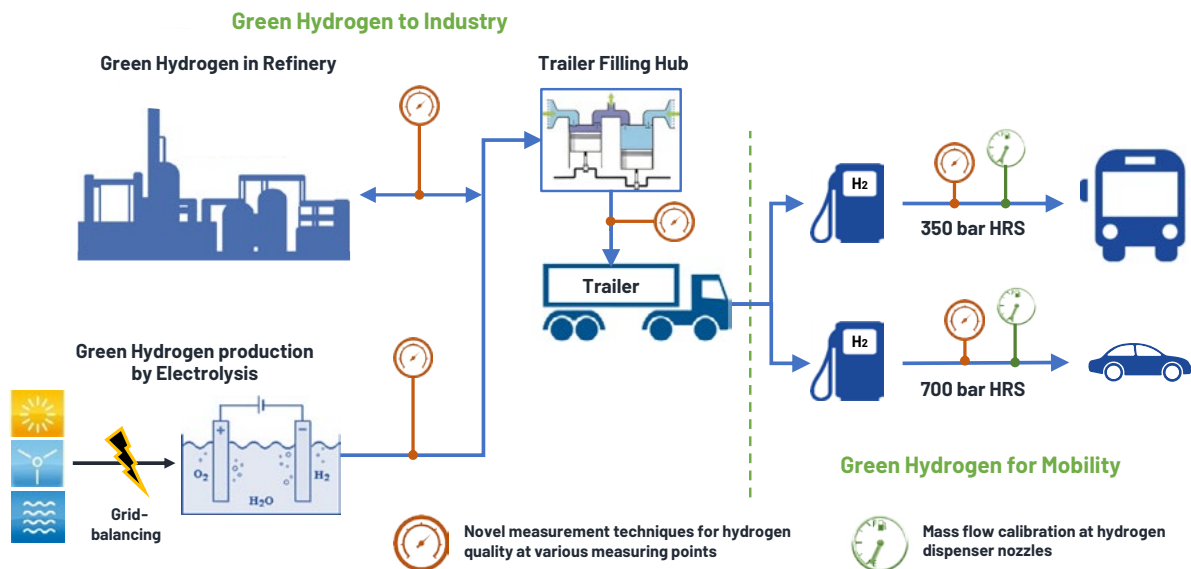 Green Hydrogen to Industry
Green Hydrogen in Refinery
Trailer Filling Hub
H2
350 bar HRS
Trailer
H2
700 bar HRS
Green Hydrogen production
by Electrolysis
+
−
O2
H2
H2O
Grid-
balancing
Green Hydrogen for Mobility
Novel measurement techniques for hydrogen
quality at various measuring points
Mass flow calibration at hydrogen
dispenser nozzles